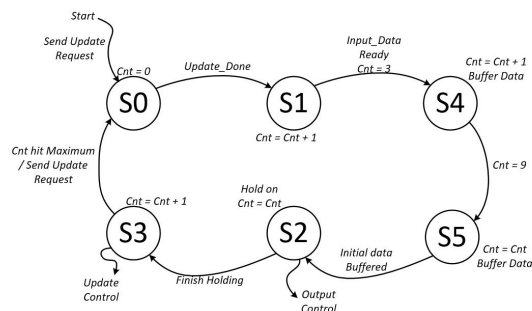 Start
Send Update
Request
Cnt = 0
S0
Update_Done
S1
Cnt = Cnt + 1
Input_Data
Ready
Cnt = 3
S4
Cnt = Cnt + 1
Buffer Data
Cnt = 9
S5
Cnt = Cnt
Buffer Data
Initial data
Buffered
Hold on
Cnt = Cnt
S2
Output
Control
Finish Holding
Cnt = Cnt + 1
S3
Update
Control
Cnt hit Maximum
/ Send Update
Request